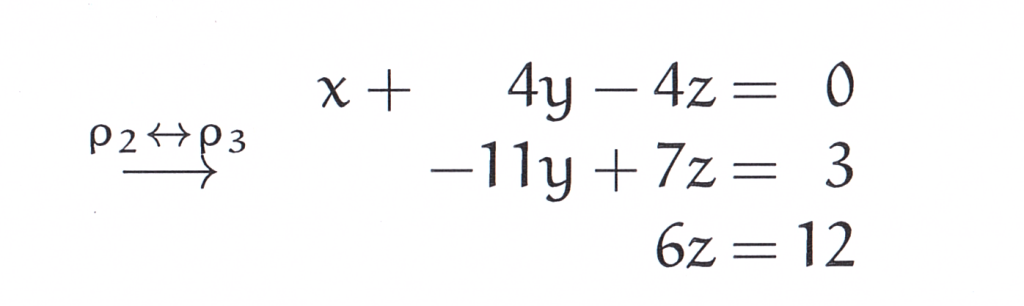 x + 4y − 4z = 0
ρ2↔ρ3
⟶ −11y + 7z = 3
6z = 12